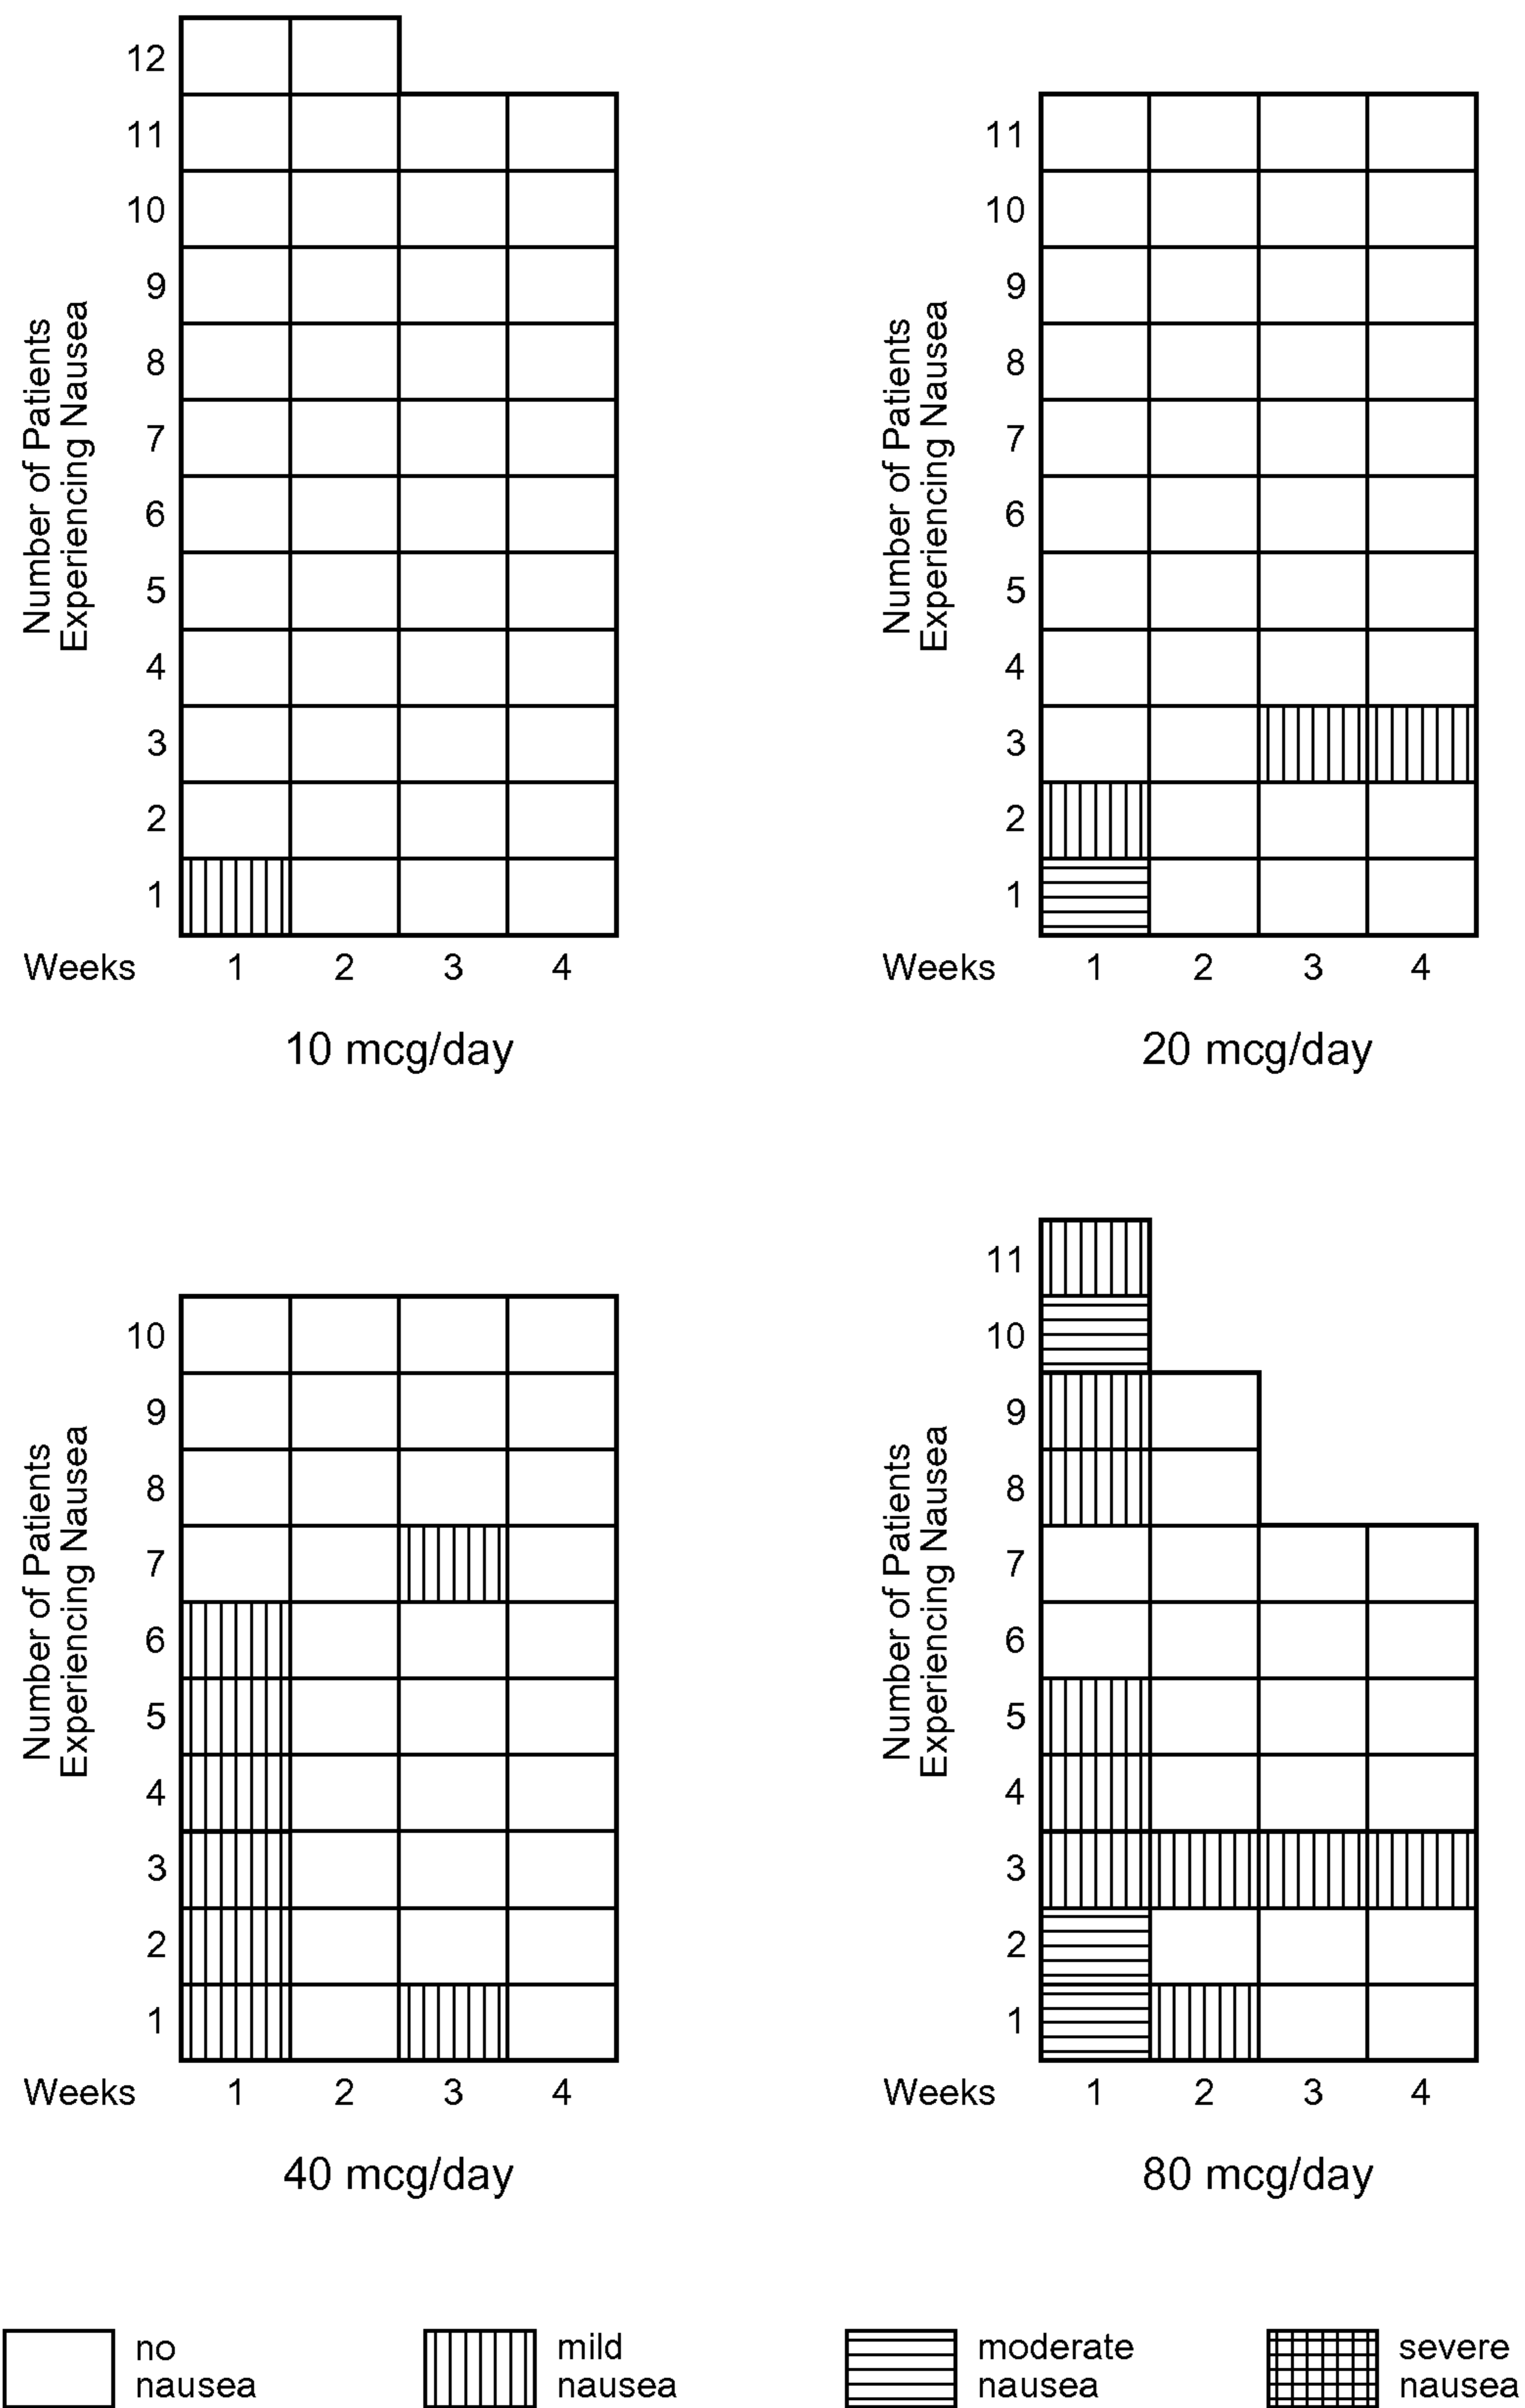 Number of Patients
Experiencing Nausea
12
11
10
9
8
7
6
5
4
3
2
1
Weeks 1 2 3 4
10 mcg/day
Number of Patients
Experiencing Nausea
11
10
9
8
7
6
5
4
3
2
1
Weeks 1 2 3 4
20 mcg/day
Number of Patients
Experiencing Nausea
10
9
8
7
6
5
4
3
2
1
Weeks 1 2 3 4
40 mcg/day
Number of Patients
Experiencing Nausea
11
10
9
8
7
6
5
4
3
2
1
Weeks 1 2 3 4
80 mcg/day
no
nausea
mild
nausea
moderate
nausea
severe
nausea